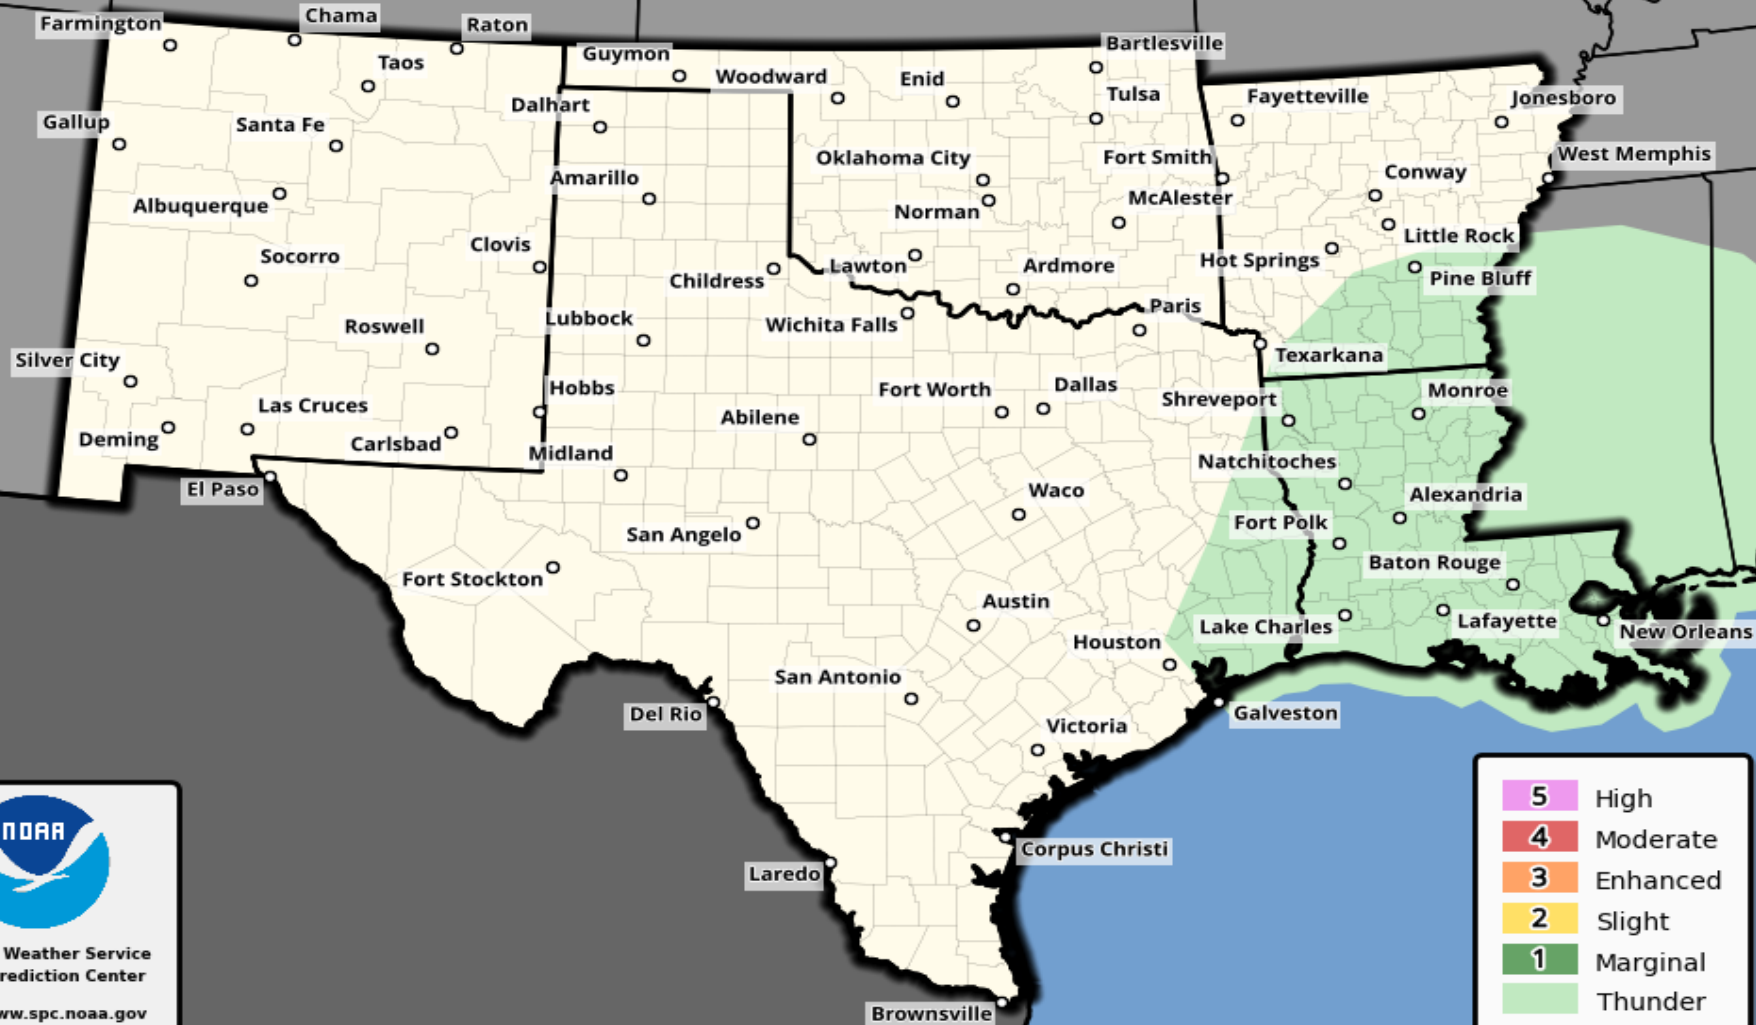 Farmington
Chama
Raton
Taos
Guymon
Woodward
Enid
Bartlesville
Tulsa
Fayetteville
Jonesboro
Gallup
Santa Fe
Dalhart
Amarillo
Oklahoma City
Fort Smith
West Memphis
Conway
Albuquerque
Norman
McAlester
Little Rock
Socorro
Clovis
Childress
Lawton
Ardmore
Hot Springs
Pine Bluff
Roswell
Lubbock
Wichita Falls
Paris
Texarkana
Silver City
Hobbs
Fort Worth
Dallas
Shreveport
Monroe
Las Cruces
Abilene
Deming
Carlsbad
Midland
Natchitoches
El Paso
Waco
Alexandria
San Angelo
Fort Polk
Fort Stockton
Baton Rouge
Austin
Lake Charles
Lafayette
New Orleans
Houston
San Antonio
Del Rio
Victoria
Galveston
Corpus Christi
Laredo
Brownsville
NOAA
Weather Service
rediction Center
ww.spc.noaa.gov
5 High
4 Moderate
3 Enhanced
2 Slight
1 Marginal
Thunder